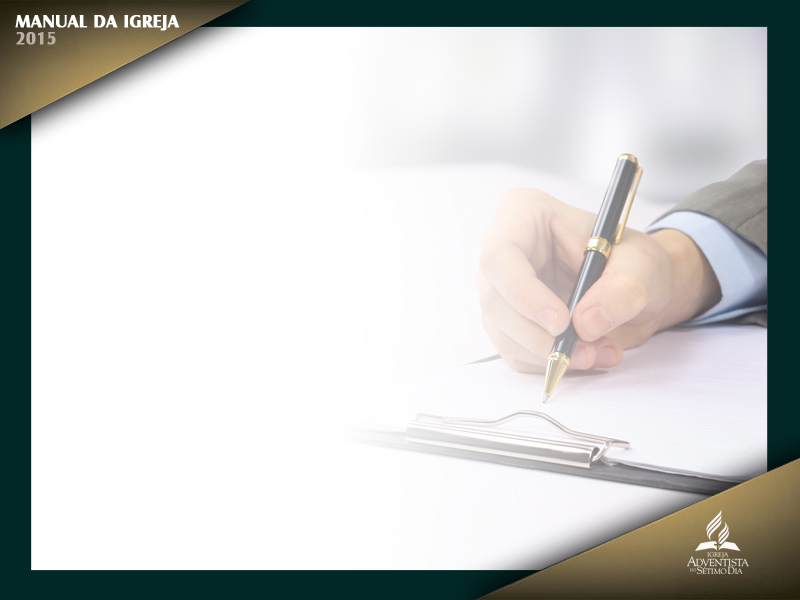 MANUAL DA IGREJA
2015
IGREJA
ADVENTISTA
DO SÉTIMO DIA